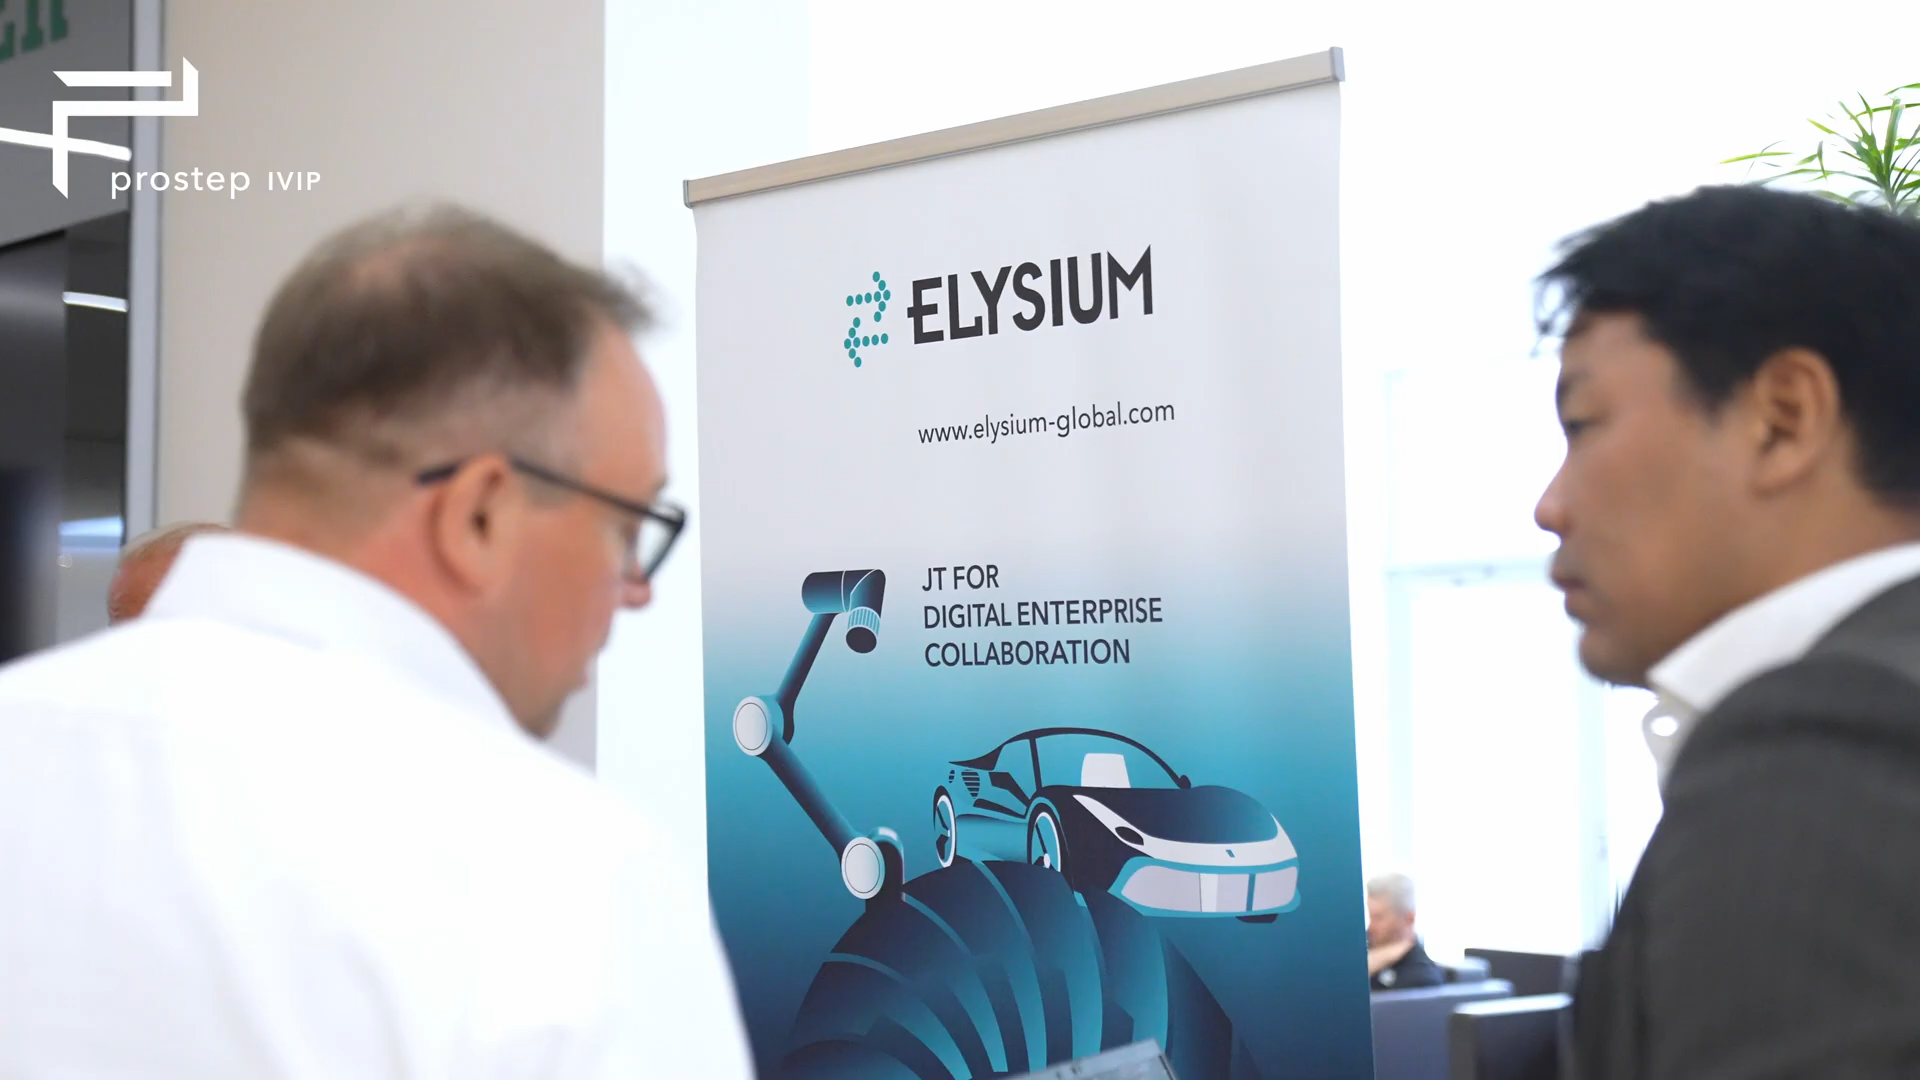 prostep IVIP
ELYSIUM
www.elysium-global.com
JT FOR
DIGITAL ENTERPRISE
COLLABORATION